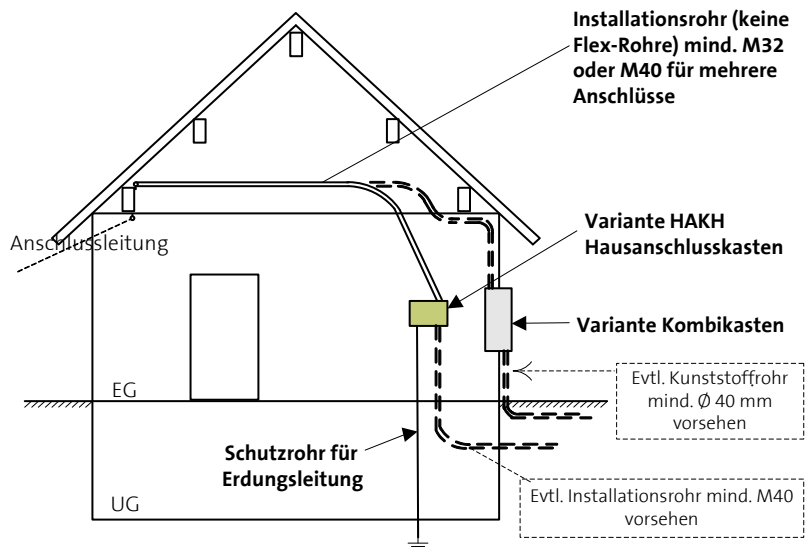 Installationsrohr (keine
Flex-Rohre) mind. M32
oder M40 für mehrere
Anschlüsse
Variante HAKH
Hausanschlusskasten
Anschlussleitung
Variante Kombikasten
Evtl. Kunststoffrohr
mind. Ø 40 mm
vorsehen
EG
Schutzrohr für
Erdungsleitung
Evtl. Installationsrohr mind. M40
vorsehen
UG